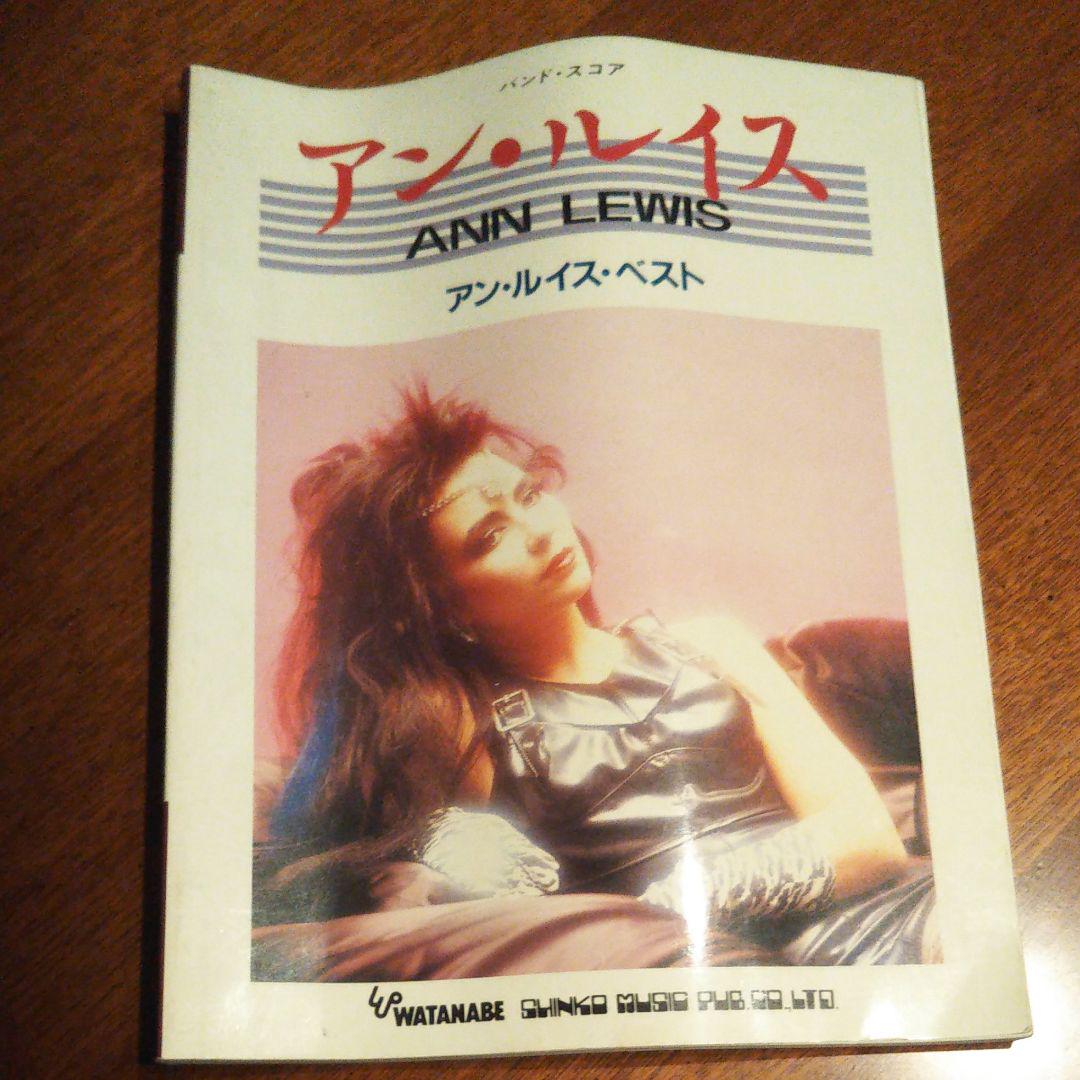 バンド・スコア
アン・ルイス
ANN LEWIS
アン・ルイス・ベスト
WATANABE SHINKO MUSIC PUB. CO., LTD.